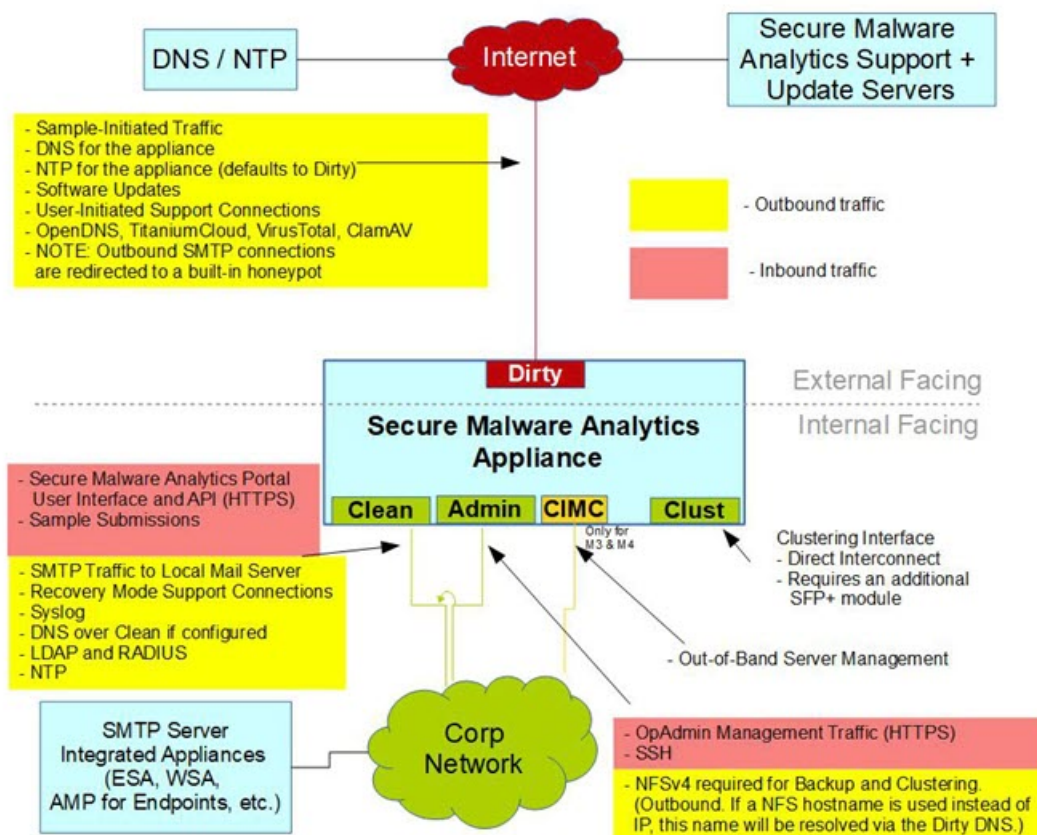 DNS / NTP
Internet
Secure Malware
Analytics Support +
Update Servers
- Sample-Initiated Traffic
- DNS for the appliance
- NTP for the appliance (defaults to Dirty)
- Software Updates
- User-Initiated Support Connections
- OpenDNS, TitaniumCloud, VirusTotal, ClamAV
- NOTE: Outbound SMTP connections
are redirected to a built-in honeypot
- Outbound traffic
- Inbound traffic
Dirty
External Facing
Internal Facing
Secure Malware Analytics
Appliance
Clean
Admin
CIMC
Clust
Only for
M3 & M4
- Secure Malware Analytics Portal
User Interface and API (HTTPS)
- Sample Submissions
- SMTP Traffic to Local Mail Server
- Recovery Mode Support Connections
- Syslog
- DNS over Clean if configured
- LDAP and RADIUS
- NTP
Clustering Interface
- Direct Interconnect
- Requires an additional
SFP+ module
- Out-of-Band Server Management
SMTP Server
Integrated Appliances
(ESA, WSA,
AMP for Endpoints, etc.)
Corp
Network
- OpAdmin Management Traffic (HTTPS)
- SSH
- NFSv4 required for Backup and Clustering.
(Outbound. If a NFS hostname is used instead of
IP, this name will be resolved via the Dirty DNS.)